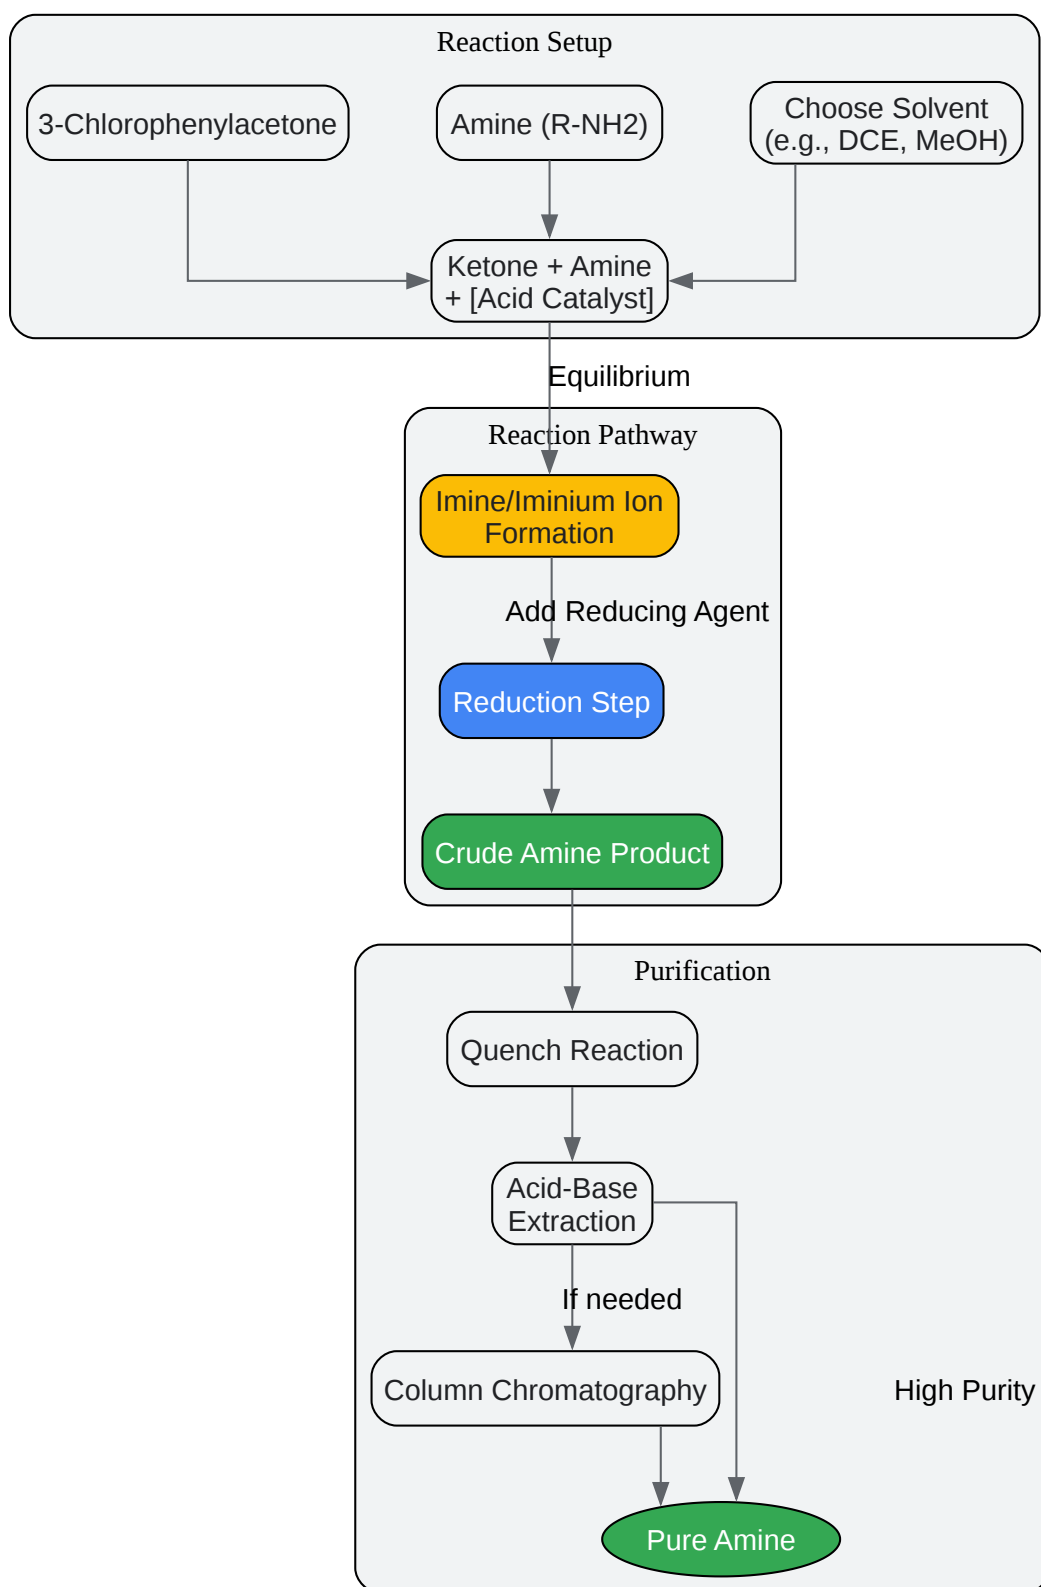 Reaction Setup
3-Chlorophenylacetone
Amine (R-NH2)
Choose Solvent
(e.g., DCE, MeOH)
Ketone + Amine
+ [Acid Catalyst]
Equilibrium
Reaction Pathway
Imine/Iminium Ion
Formation
Add Reducing Agent
Reduction Step
Crude Amine Product
Purification
Quench Reaction
Acid-Base
Extraction
If needed
Column Chromatography
High Purity
Pure Amine